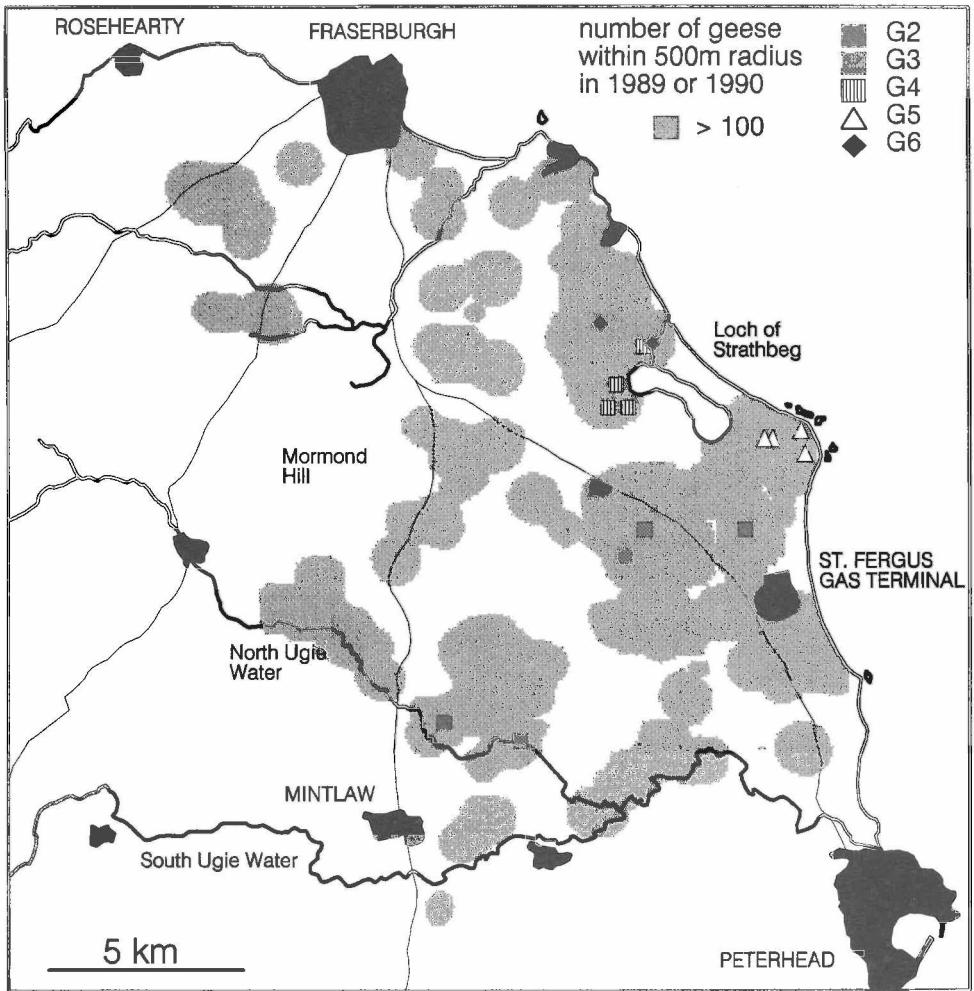 ROSEHEARTY
FRASERBURGH
number of geese
within 500m radius
in 1989 or 1990
> 100
G2
G3
G4
G5
G6
Loch of
Strathbeg
Mormond
Hill
ST. FERGUS
GAS TERMINAL
North Ugie
Water
MINTLAW
South Ugie Water
5 km
PETERHEAD